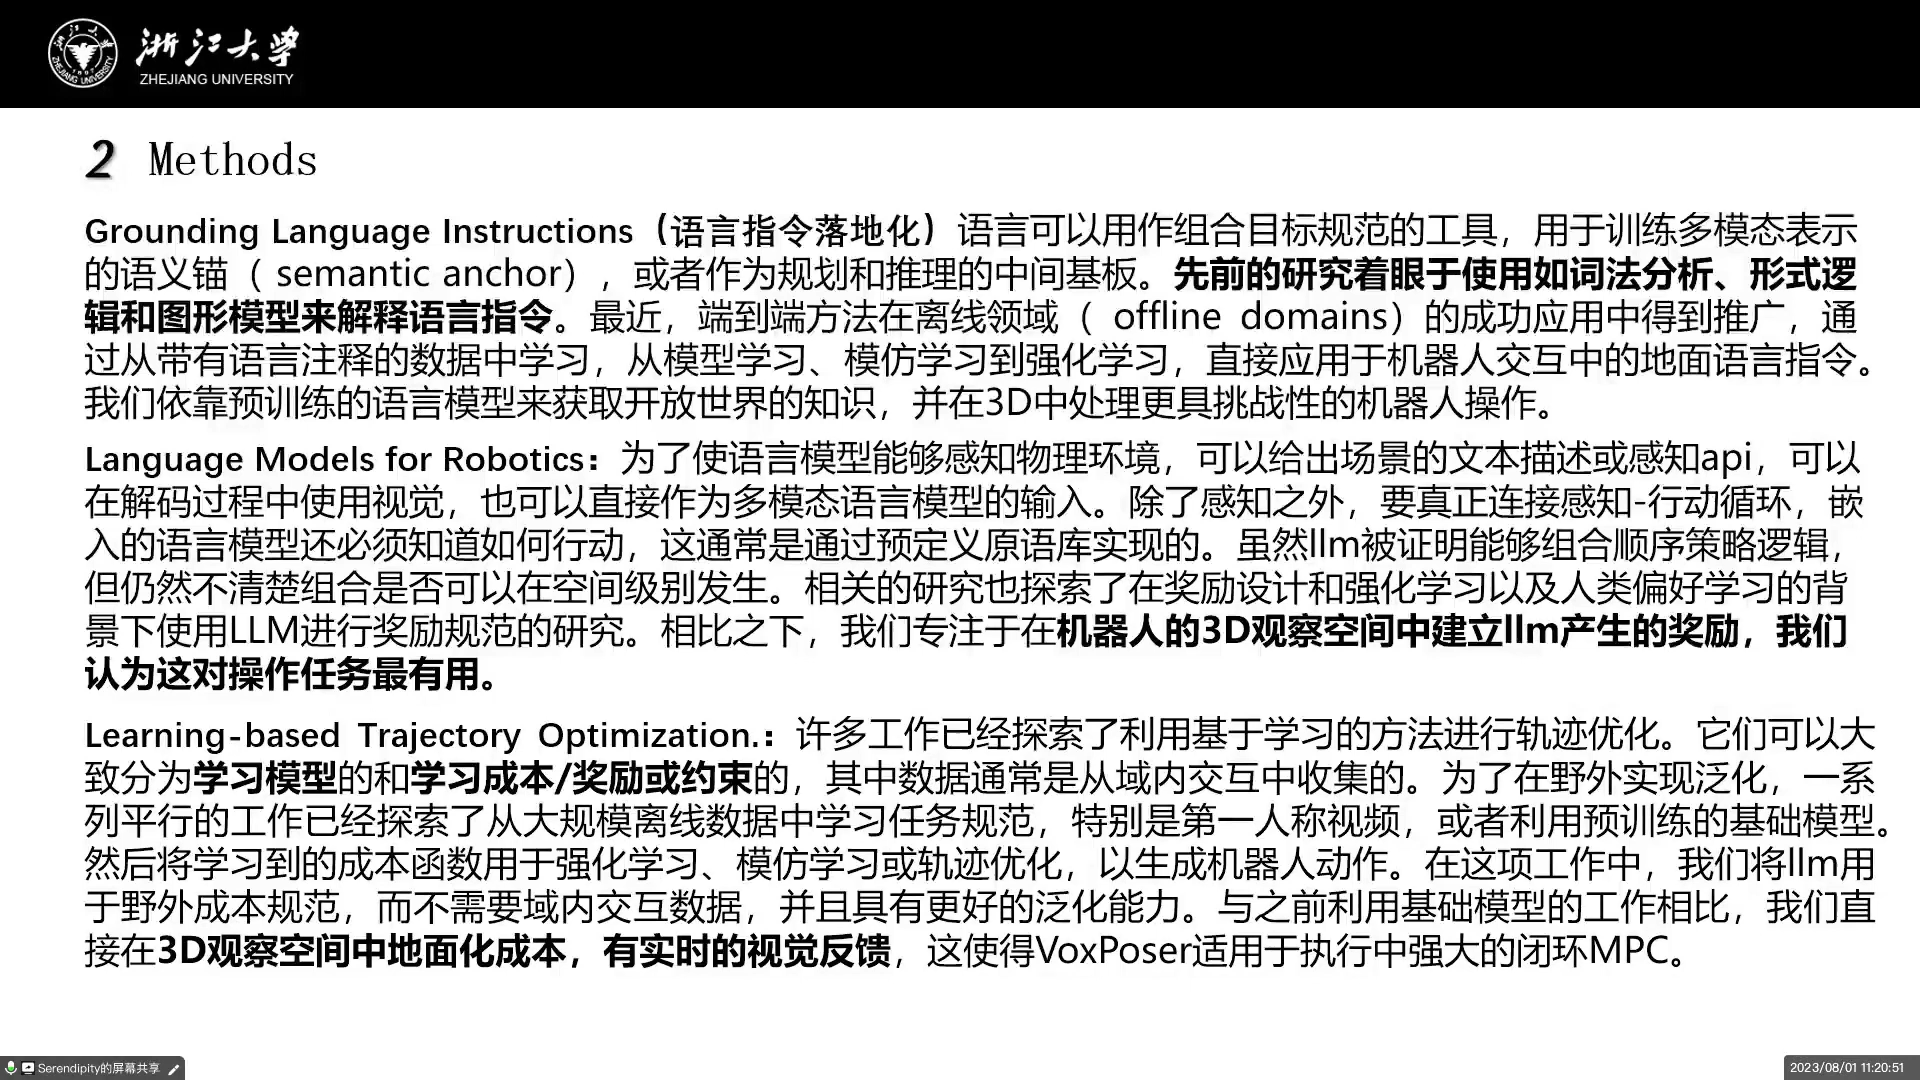 浙江大学
ZHEJIANG UNIVERSITY
2 Methods
Grounding Language Instructions（语言指令落地化）语言可以用作组合目标规范的工具，用于训练多模态表示
的语义锚（ semantic anchor），或者作为规划和推理的中间基板。先前的研究着眼于使用如词法分析、形式逻
辑和图形模型来解释语言指令。最近，端到端方法在离线领域（ offline domains）的成功应用中得到推广，通
过从带有语言注释的数据中学习，从模型学习、模仿学习到强化学习，直接应用于机器人交互中的地面语言指令。
我们依靠预训练的语言模型来获取开放世界的知识，并在3D中处理更具挑战性的机器人操作。
Language Models for Robotics：为了使语言模型能够感知物理环境，可以给出场景的文本描述或感知api，可以
在解码过程中使用视觉，也可以直接作为多模态语言模型的输入。除了感知之外，要真正连接感知-行动循环，嵌
入的语言模型还必须知道如何行动，这通常是通过预定义原语库实现的。虽然llm被证明能够组合顺序策略逻辑，
但仍然不清楚组合是否可以在空间级别发生。相关的研究也探索了在奖励设计和强化学习以及人类偏好学习的背
景下使用LLM进行奖励规范的研究。相比之下，我们专注于在机器人的3D观察空间中建立llm产生的奖励，我们
认为这对操作任务最有用。
Learning-based Trajectory Optimization.：许多工作已经探索了利用基于学习的方法进行轨迹优化。它们可以大
致分为学习模型的和学习成本/奖励或约束的，其中数据通常是从域内交互中收集的。为了在野外实现泛化，一系
列平行的工作已经探索了从大规模离线数据中学习任务规范，特别是第一人称视频，或者利用预训练的基础模型。
然后将学习到的成本函数用于强化学习、模仿学习或轨迹优化，以生成机器人动作。在这项工作中，我们将llm用
于野外成本规范，而不需要域内交互数据，并且具有更好的泛化能力。与之前利用基础模型的工作相比，我们直
接在3D观察空间中地面化成本，有实时的视觉反馈，这使得VoxPoser适用于执行中强大的闭环MPC。
Serendipity的屏幕共享
2023/08/01 11:20:51